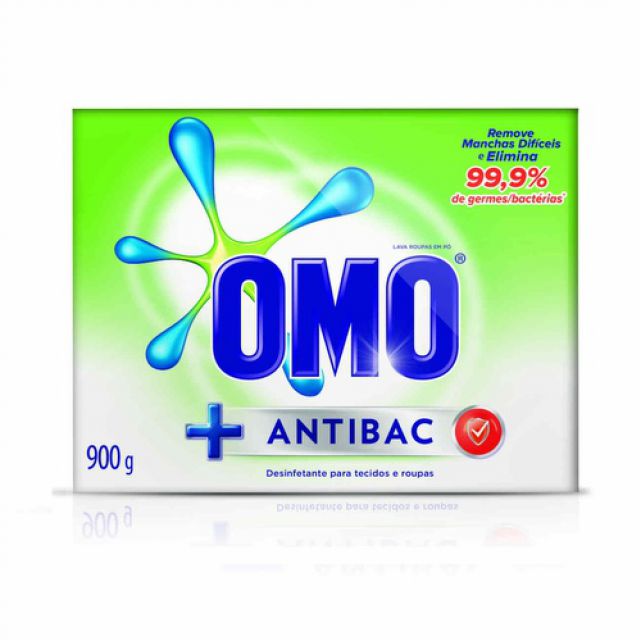 Remove
Manchas Difíceis
e Elimina
99,9%
de germes/bactérias*
LAVA ROUPAS EM PÓ
OMO®
+ ANTIBAC
900 g
Desinfetante para tecidos e roupas